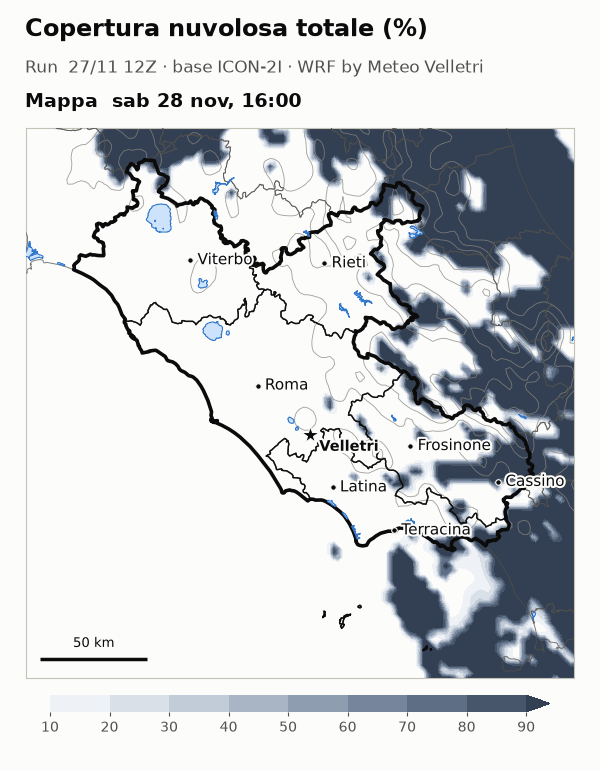 Copertura nuvolosa totale (%)
Run  27/11 12Z · base ICON-2I · WRF by Meteo Velletri
Mappa  sab 28 nov, 16:00
Viterbo
Rieti
Roma
Velletri
Frosinone
Latina
Cassino
Terracina
50 km
10 20 30 40 50 60 70 80 90